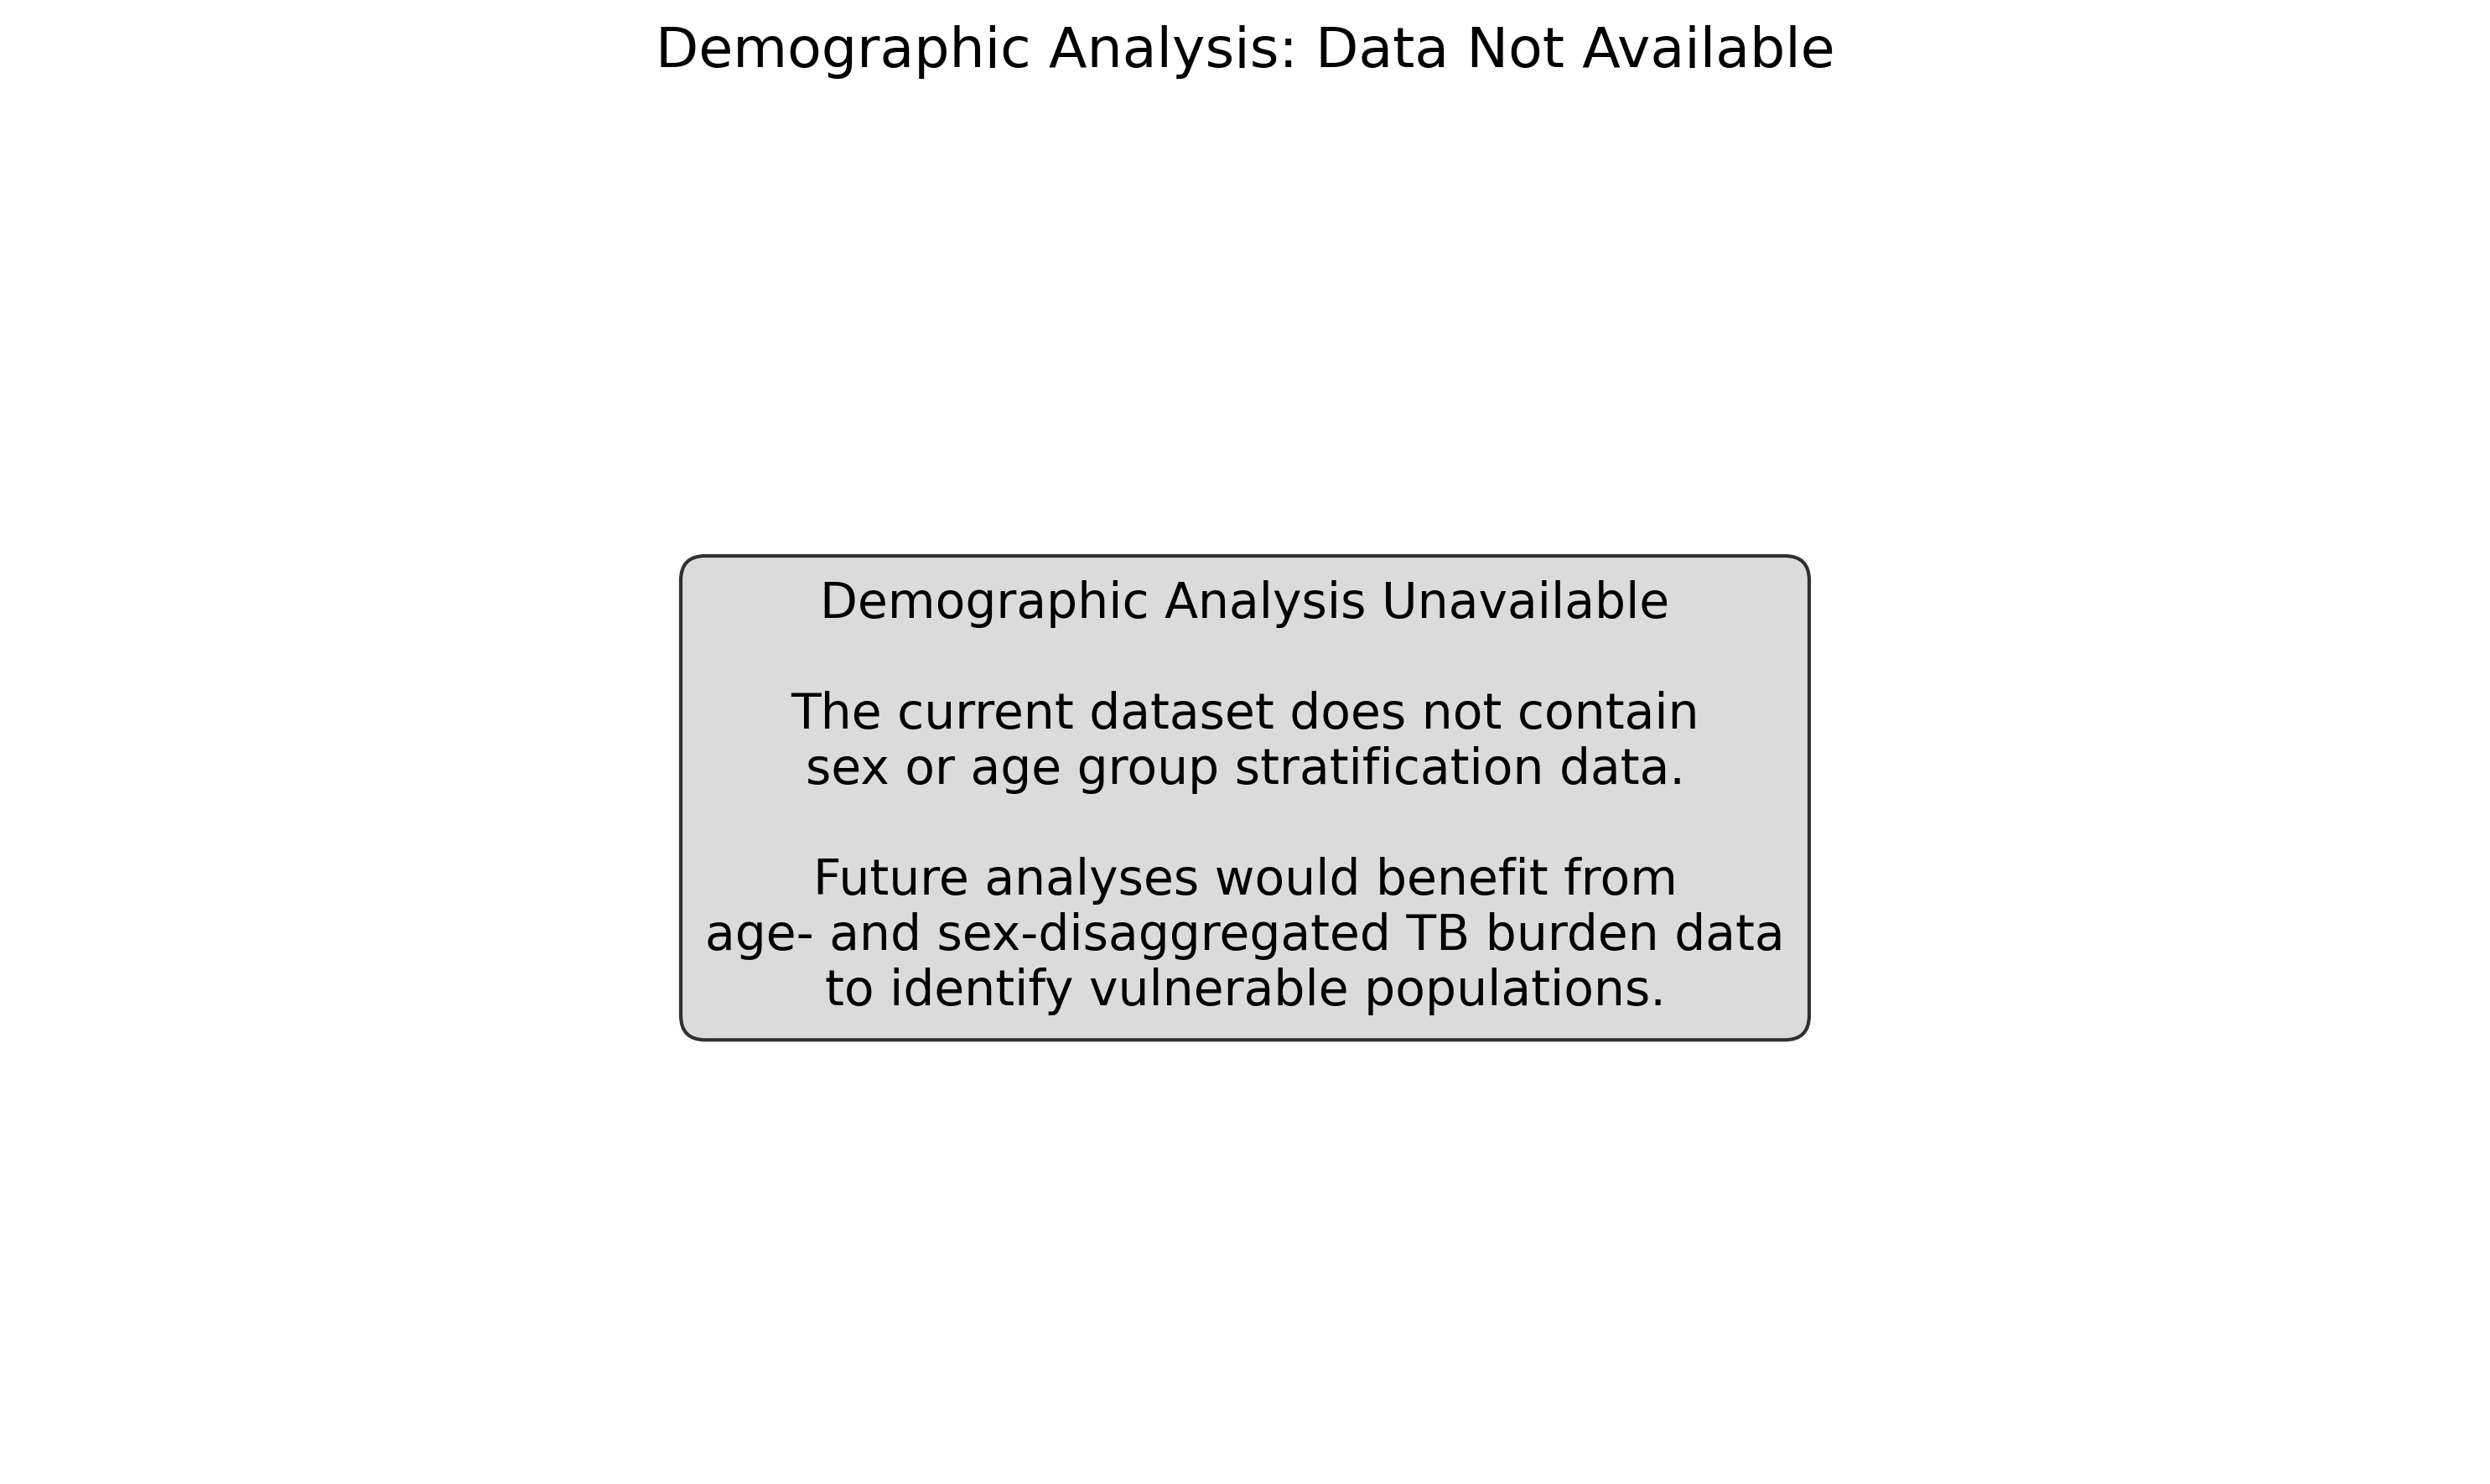 Demographic Analysis: Data Not Available
Demographic Analysis Unavailable
The current dataset does not contain
sex or age group stratification data.
Future analyses would benefit from
age- and sex-disaggregated TB burden data
to identify vulnerable populations.